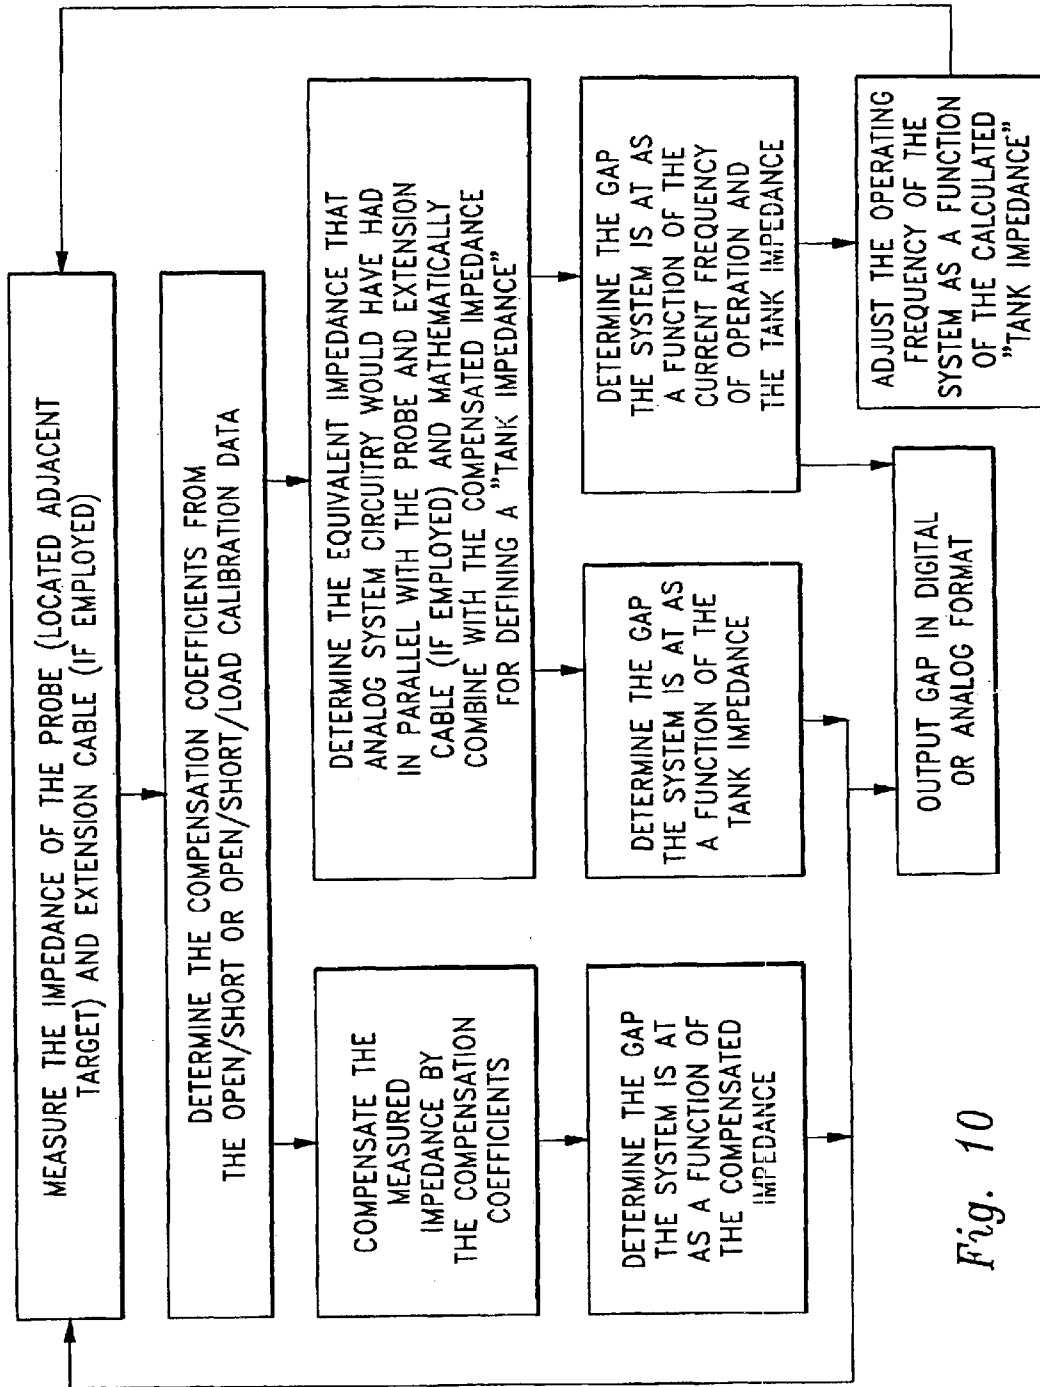 MEASURE THE IMPEDANCE OF THE PROBE (LOCATED ADJACENT
TARGET) AND EXTENSION CABLE (IF EMPLOYED)
DETERMINE THE COMPENSATION COEFFICIENTS FROM
THE OPEN/SHORT OR OPEN/SHORT/LOAD CALIBRATION DATA
COMPENSATE THE
MEASURED
IMPEDANCE BY
THE COMPENSATION
COEFFICIENTS
DETERMINE THE EQUIVALENT IMPEDANCE THAT
ANALOG SYSTEM CIRCUITRY WOULD HAVE HAD
IN PARALLEL WITH THE PROBE AND EXTENSION
CABLE (IF EMPLOYED) AND MATHEMATICALLY
COMBINE WITH THE COMPENSATED IMPEDANCE
FOR DEFINING A "TANK IMPEDANCE"
DETERMINE THE GAP
THE SYSTEM IS AT
AS A FUNCTION OF
THE COMPENSATED
IMPEDANCE
DETERMINE THE GAP
THE SYSTEM IS AT AS
A FUNCTION OF THE
TANK IMPEDANCE
DETERMINE THE GAP
THE SYSTEM IS AT AS
A FUNCTION OF THE
CURRENT FREQUENCY
OF OPERATION AND
THE TANK IMPEDANCE
OUTPUT GAP IN DIGITAL
OR ANALOG FORMAT
ADJUST THE OPERATING
FREQUENCY OF THE
SYSTEM AS A FUNCTION
OF THE CALCULATED
"TANK IMPEDANCE"
Fig. 10